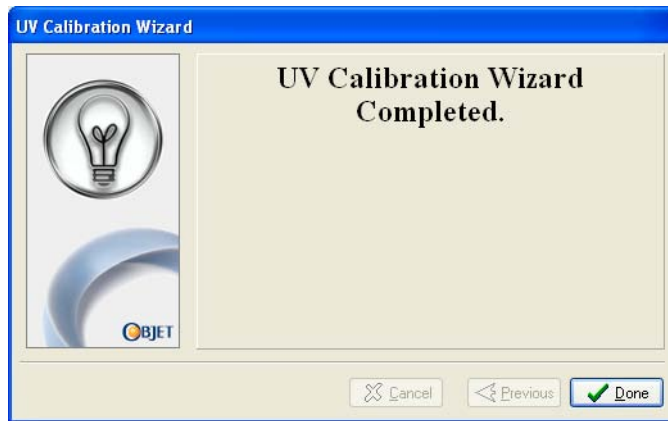 UV Calibration Wizard
UV Calibration Wizard
Completed.
OBJET
Cancel
Previous
Done